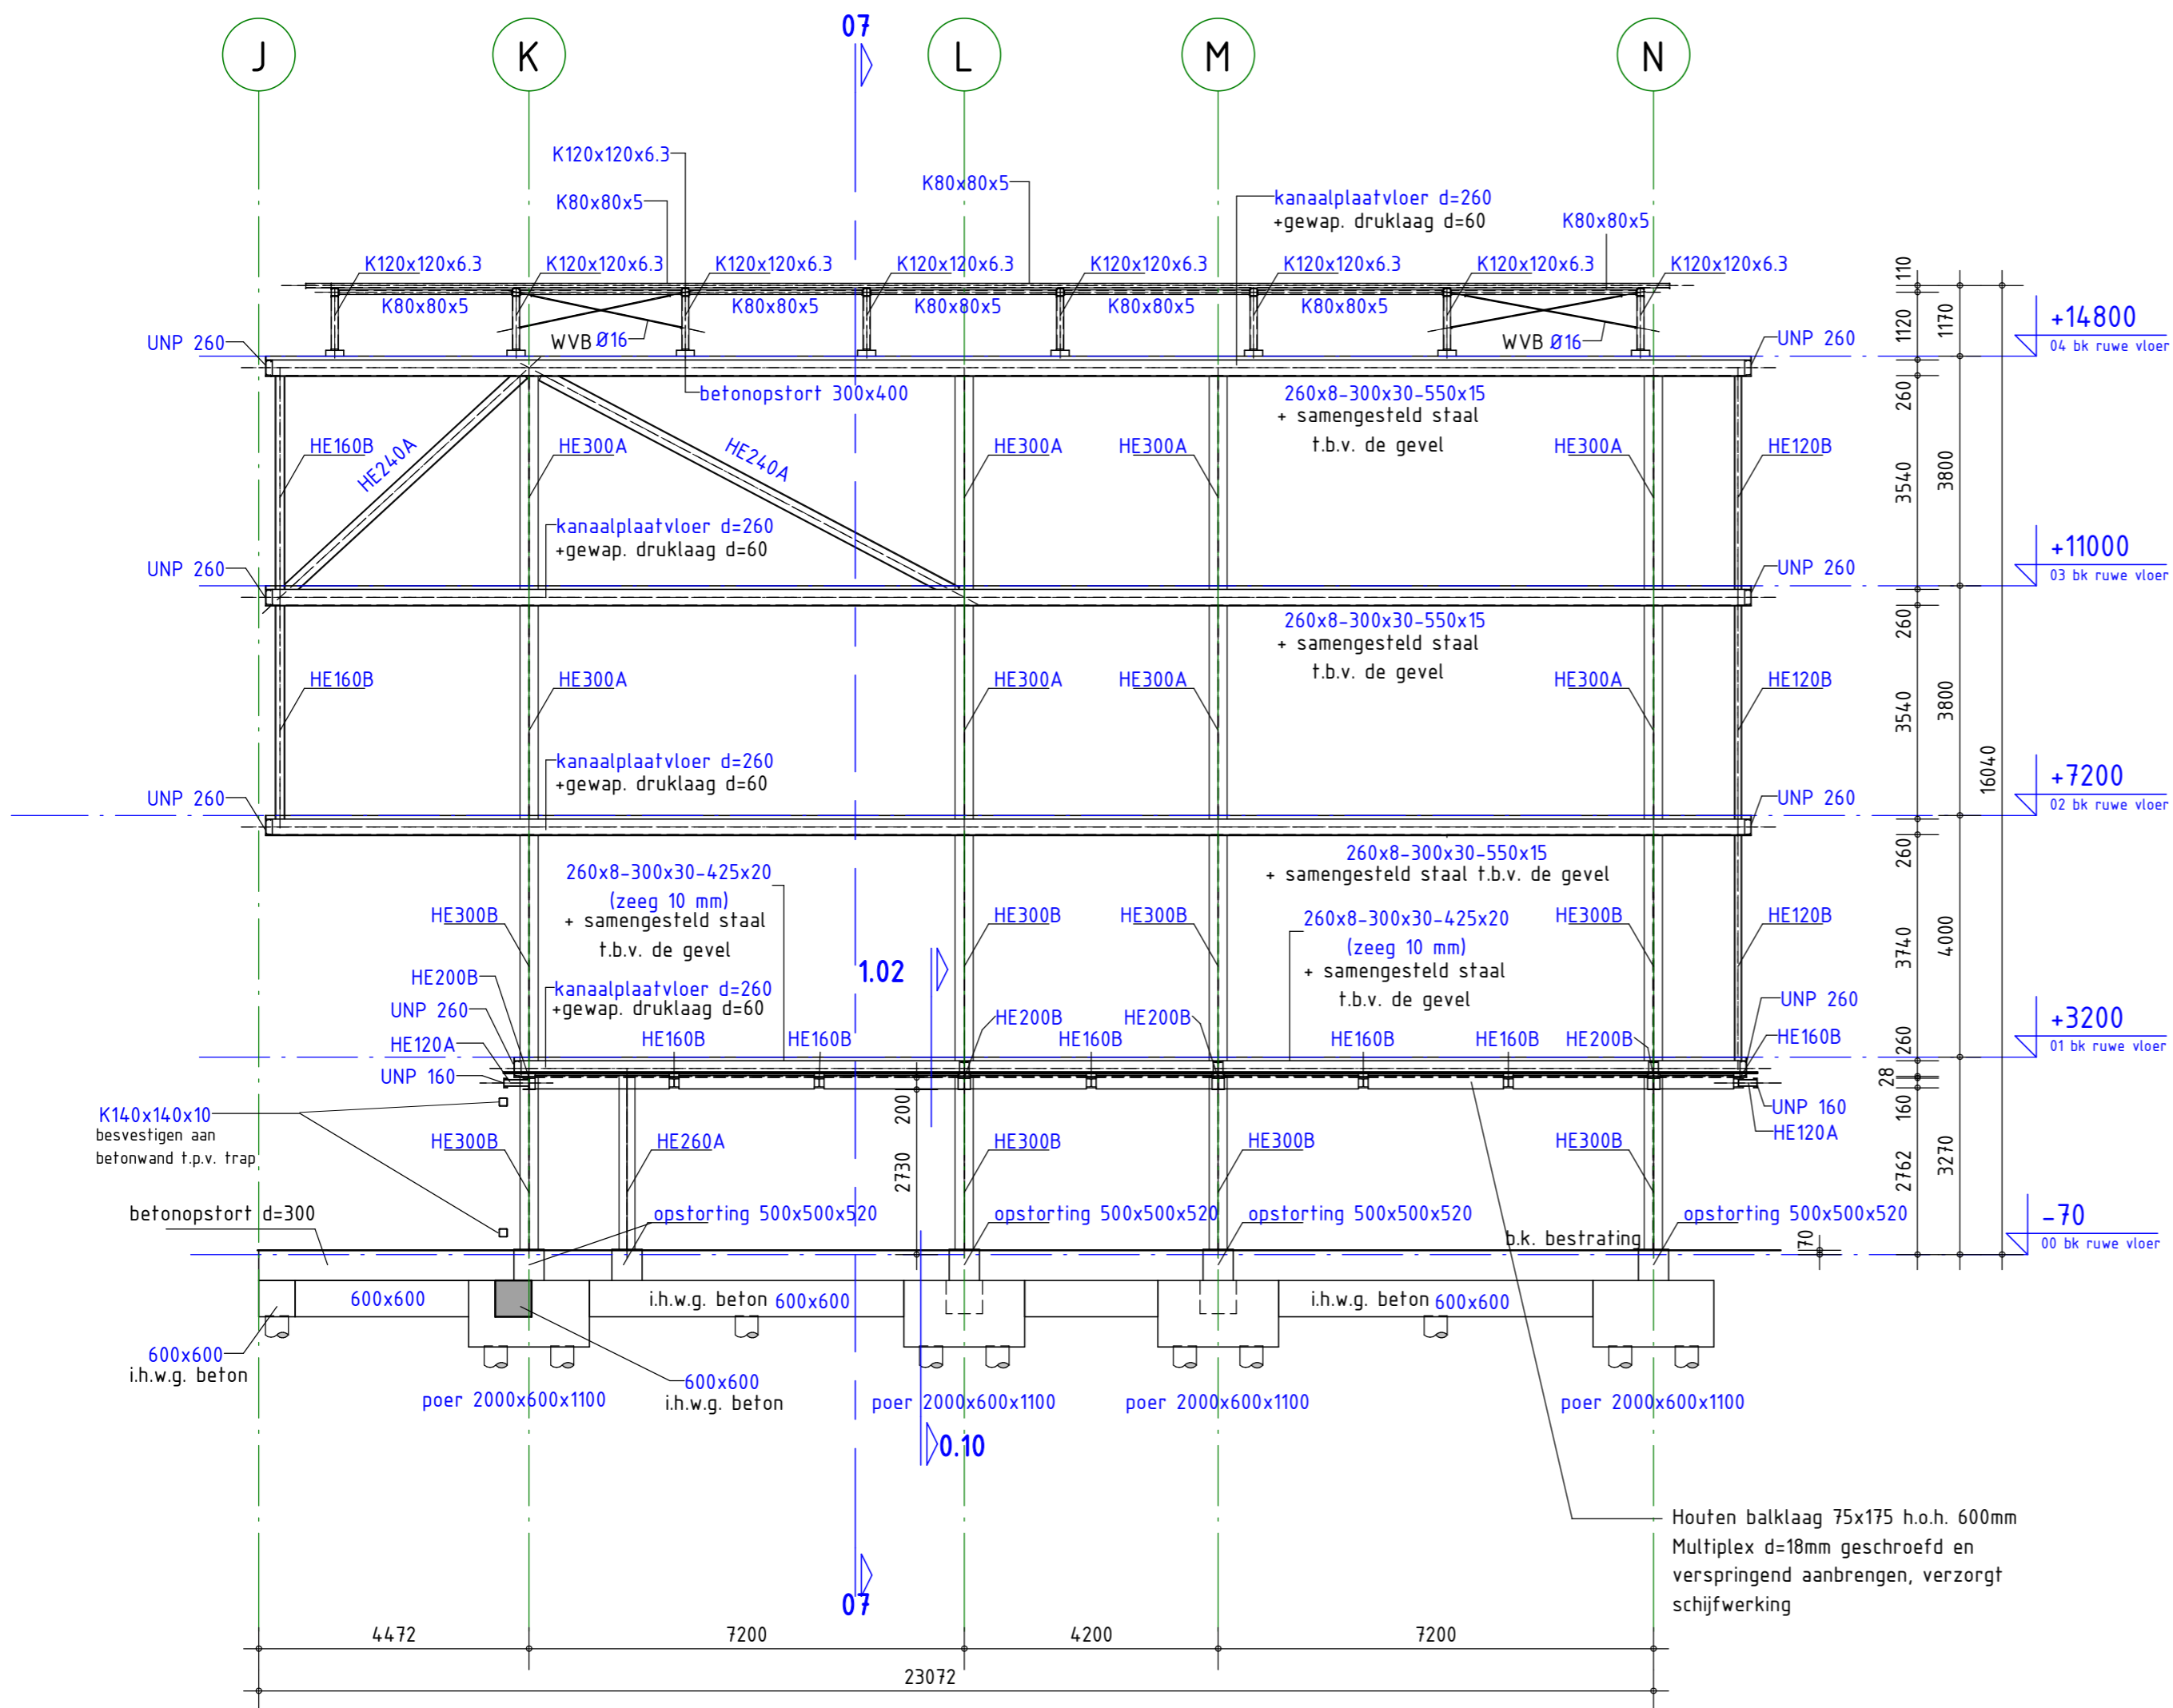 07
J
K
L
M
N
K120x120x6.3
K80x80x5
K80x80x5
kanaalplaatvloer d=260
+gewap. druklaag d=60
K80x80x5
K120x120x6.3
K120x120x6.3
K120x120x6.3
K120x120x6.3
K120x120x6.3
K120x120x6.3
K120x120x6.3
K120x120x6.3
K80x80x5
K80x80x5
K80x80x5
K80x80x5
K80x80x5
WVB Ø16
WVB Ø16
UNP 260
UNP 260
betonopstort 300x400
260x8-300x30-550x15
+ samengesteld staal
t.b.v. de gevel
HE160B
HE240A
HE300A
HE240A
HE300A
HE300A
HE300A
HE120B
kanaalplaatvloer d=260
+gewap. druklaag d=60
UNP 260
UNP 260
260x8-300x30-550x15
+ samengesteld staal
t.b.v. de gevel
HE160B
HE300A
HE300A
HE300A
HE300A
HE120B
kanaalplaatvloer d=260
+gewap. druklaag d=60
UNP 260
UNP 260
260x8-300x30-425x20
(zeeg 10 mm)
+ samengesteld staal
t.b.v. de gevel
260x8-300x30-550x15
+ samengesteld staal t.b.v. de gevel
HE300B
HE300B
HE300B
HE300B
HE120B
260x8-300x30-425x20
(zeeg 10 mm)
+ samengesteld staal
t.b.v. de gevel
1.02
HE200B
kanaalplaatvloer d=260
+gewap. druklaag d=60
UNP 260
UNP 260
HE200B
HE200B
HE120A
HE160B
HE160B
HE160B
HE160B
HE160B
HE200B
HE160B
UNP 160
UNP 160
HE120A
K140x140x10
besvestigen aan
betonwand t.p.v. trap
HE300B
HE260A
HE300B
HE300B
HE300B
200
2730
betonopstort d=300
opstorting 500x500x520
opstorting 500x500x520
opstorting 500x500x520
opstorting 500x500x520
b.k. bestrating
70
600x600
i.h.w.g. beton 600x600
i.h.w.g. beton 600x600
600x600
i.h.w.g. beton
600x600
i.h.w.g. beton
poer 2000x600x1100
poer 2000x600x1100
poer 2000x600x1100
poer 2000x600x1100
0.10
Houten balklaag 75x175 h.o.h. 600mm
Multiplex d=18mm geschroefd en
verspringend aanbrengen, verzorgt
schijfwerking
07
4472
7200
4200
7200
23072
110
1120
260
3540
260
3540
260
3740
260
28
160
2762
1170
3800
3800
4000
3270
16040
+14800
04 bk ruwe vloer
+11000
03 bk ruwe vloer
+7200
02 bk ruwe vloer
+3200
01 bk ruwe vloer
-70
00 bk ruwe vloer